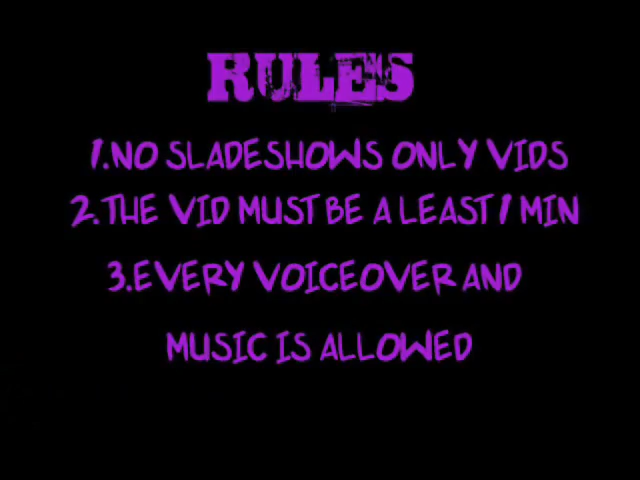 RULES
1.NO SLADESHOWS ONLY VIDS
2.THE VID MUST BE A LEAST 1 MIN
3.EVERY VOICEOVER AND
MUSIC IS ALLOWED